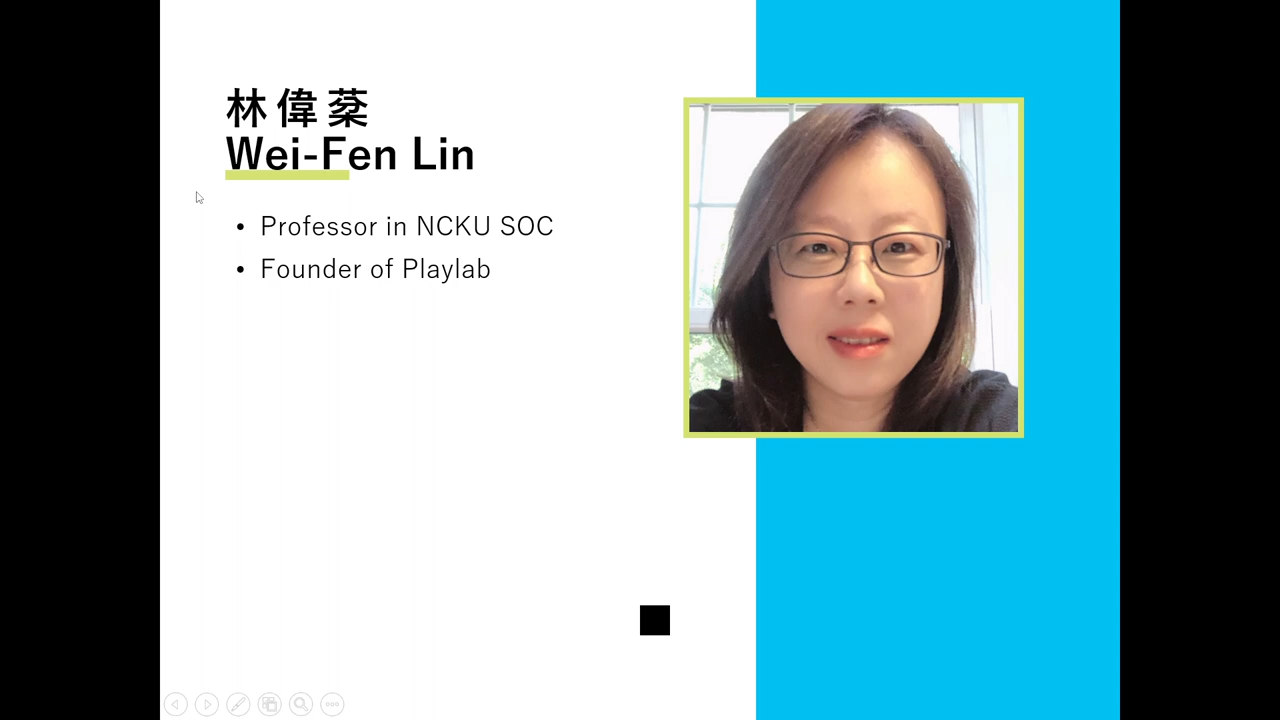 林偉棻
Wei-Fen Lin
• Professor in NCKU SOC
• Founder of Playlab